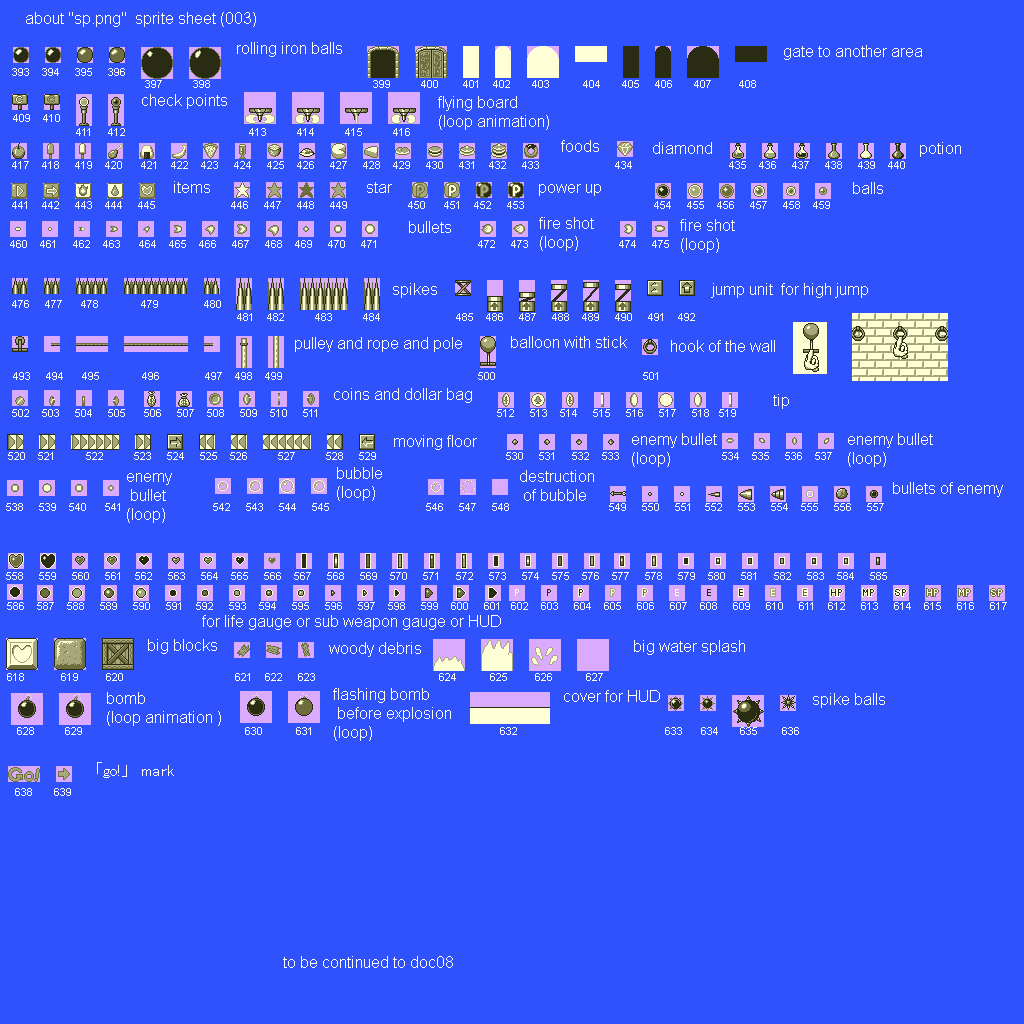 about "sp.png" sprite sheet (003)
rolling iron balls
gate to another area
393 394 395 396 397 398 399 400 401 402 403 404 405 406 407 408
check points
flying board
(loop animation)
409 410 411 412 413 414 415 416
foods
diamond
potion
417 418 419 420 421 422 423 424 425 426 427 428 429 430 431 432 433 434 435 436 437 438 439 440
items
star
power up
balls
441 442 443 444 445 446 447 448 449 450 451 452 453 454 455 456 457 458 459
bullets
fire shot
(loop)
fire shot
(loop)
460 461 462 463 464 465 466 467 468 469 470 471 472 473 474 475
spikes
jump unit for high jump
476 477 478 479 480 481 482 483 484 485 486 487 488 489 490 491 492
pulley and rope and pole
balloon with stick
hook of the wall
493 494 495 496 497 498 499 500 501
coins and dollar bag
tip
502 503 504 505 506 507 508 509 510 511 512 513 514 515 516 517 518 519
moving floor
enemy bullet
(loop)
enemy bullet
(loop)
520 521 522 523 524 525 526 527 528 529 530 531 532 533 534 535 536 537
enemy
bullet
(loop)
bubble
(loop)
destruction
of bubble
bullets of enemy
538 539 540 541 542 543 544 545 546 547 548 549 550 551 552 553 554 555 556 557
558 559 560 561 562 563 564 565 566 567 568 569 570 571 572 573 574 575 576 577 578 579 580 581 582 583 584 585
P P P P P E E E E E HP MP SP HP MP SP
586 587 588 589 590 591 592 593 594 595 596 597 598 599 600 601 602 603 604 605 606 607 608 609 610 611 612 613 614 615 616 617
for life gauge or sub weapon gauge or HUD
big blocks
woody debris
big water splash
618 619 620 621 622 623 624 625 626 627
bomb
(loop animation )
flashing bomb
before explosion
(loop)
cover for HUD
spike balls
628 629 630 631 632 633 634 635 636
Go!
「go!」 mark
638 639
to be continued to doc08